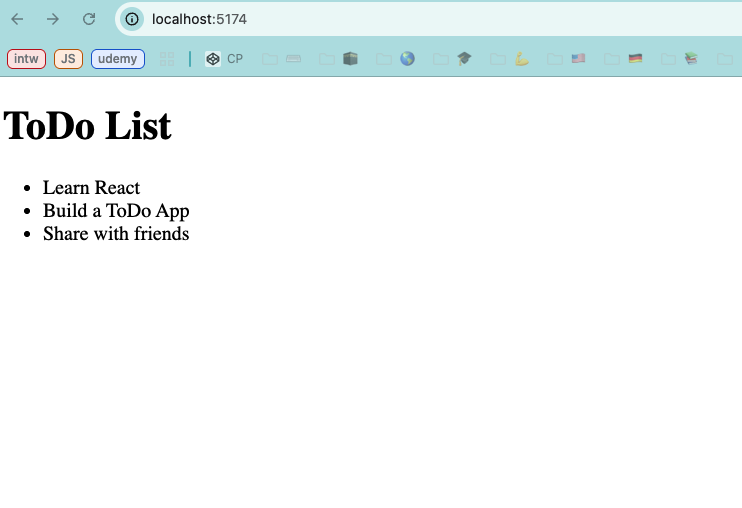 localhost:5174
intw JS udemy CP
ToDo List
Learn React
Build a ToDo App
Share with friends